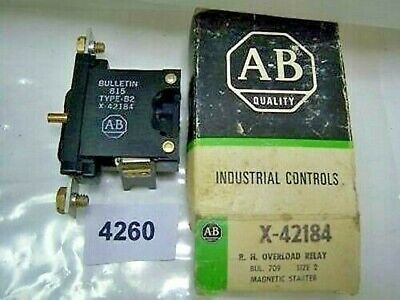 BULLETIN
815
TYPE-B2
X-42184
AB
4260
A-B
QUALITY
INDUSTRIAL CONTROLS
AB
X-42184
R. H. OVERLOAD RELAY
BUL. 709 SIZE 2
MAGNETIC STARTER